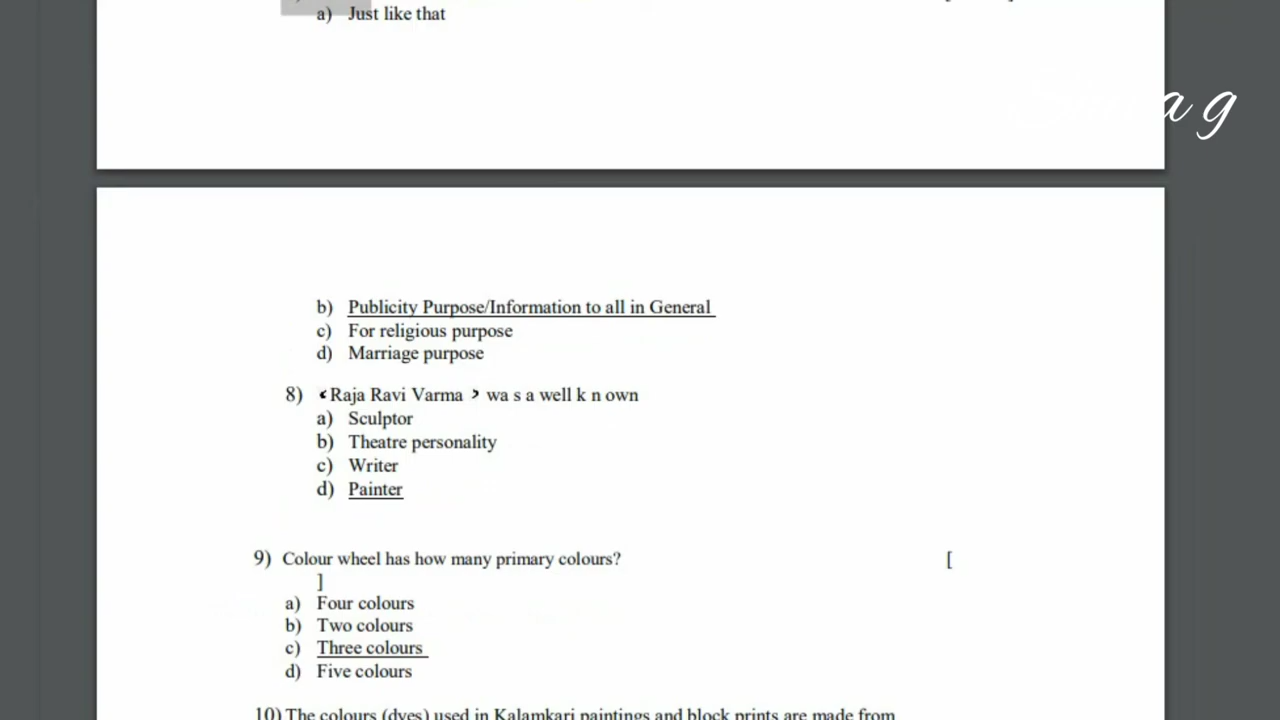 a) Just like that
a g
b) Publicity Purpose/Information to all in General
c) For religious purpose
d) Marriage purpose
8) ‘Raja Ravi Varma ’ wa s a well k n own
a) Sculptor
b) Theatre personality
c) Writer
d) Painter
9) Colour wheel has how many primary colours? [
]
a) Four colours
b) Two colours
c) Three colours
d) Five colours
10) The colours (dyes) used in Kalamkari paintings and block prints are made from